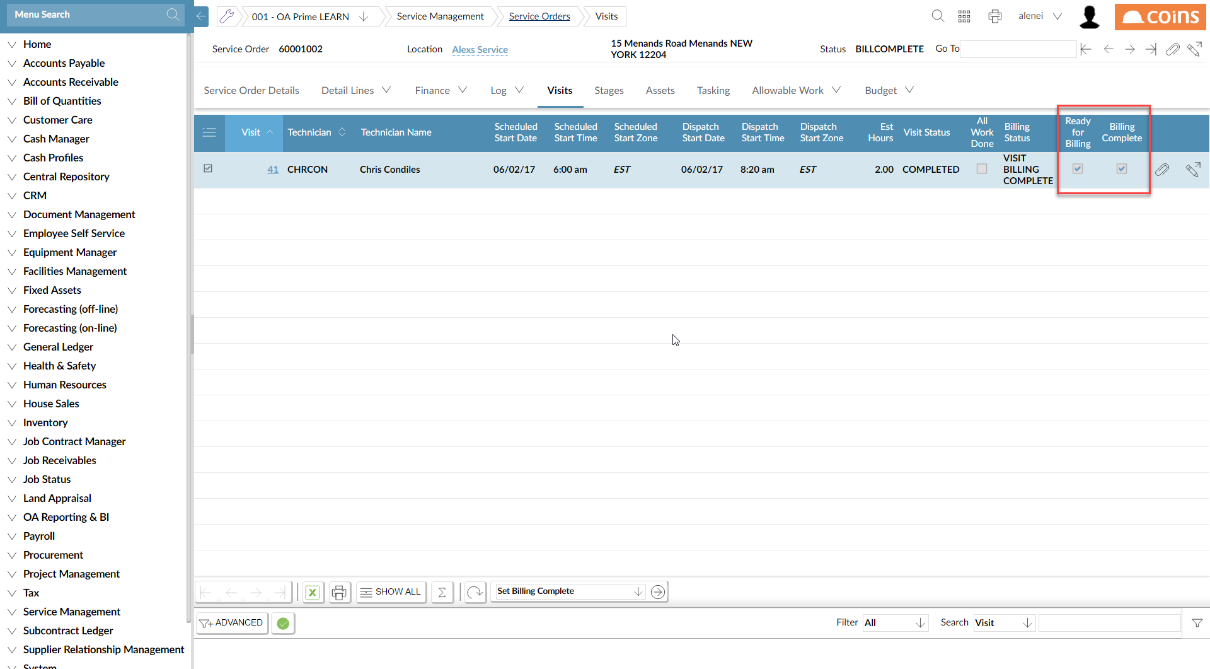 Menu Search
001 - OA Prime LEARN
Service Management
Service Orders
Visits
alenei
coins
Service Order 60001002
Location Alexs Service
15 Menands Road Menands NEW
YORK 12204
Status BILLCOMPLETE
Go To
Service Order Details
Detail Lines
Finance
Log
Visits
Stages
Assets
Tasking
Allowable Work
Budget
Visit
Technician
Technician Name
Scheduled
Start Date
Scheduled
Start Time
Scheduled
Start Zone
Dispatch
Start Date
Dispatch
Start Time
Dispatch
Start Zone
Est
Hours
Visit Status
All
Work
Done
Billing
Status
Ready
for
Billing
Billing
Complete
41
CHRCON
Chris Condiles
06/02/17
6:00 am
EST
06/02/17
8:20 am
EST
2.00
COMPLETED
VISIT
BILLING
COMPLETE
Home
Accounts Payable
Accounts Receivable
Bill of Quantities
Customer Care
Cash Manager
Cash Profiles
Central Repository
CRM
Document Management
Employee Self Service
Equipment Manager
Facilities Management
Fixed Assets
Forecasting (off-line)
Forecasting (on-line)
General Ledger
Health & Safety
Human Resources
House Sales
Inventory
Job Contract Manager
Job Receivables
Job Status
Land Appraisal
OA Reporting & BI
Payroll
Procurement
Project Management
Tax
Service Management
Subcontract Ledger
Supplier Relationship Management
System
X
SHOW ALL
Σ
Set Billing Complete
ADVANCED
Filter All
Search Visit